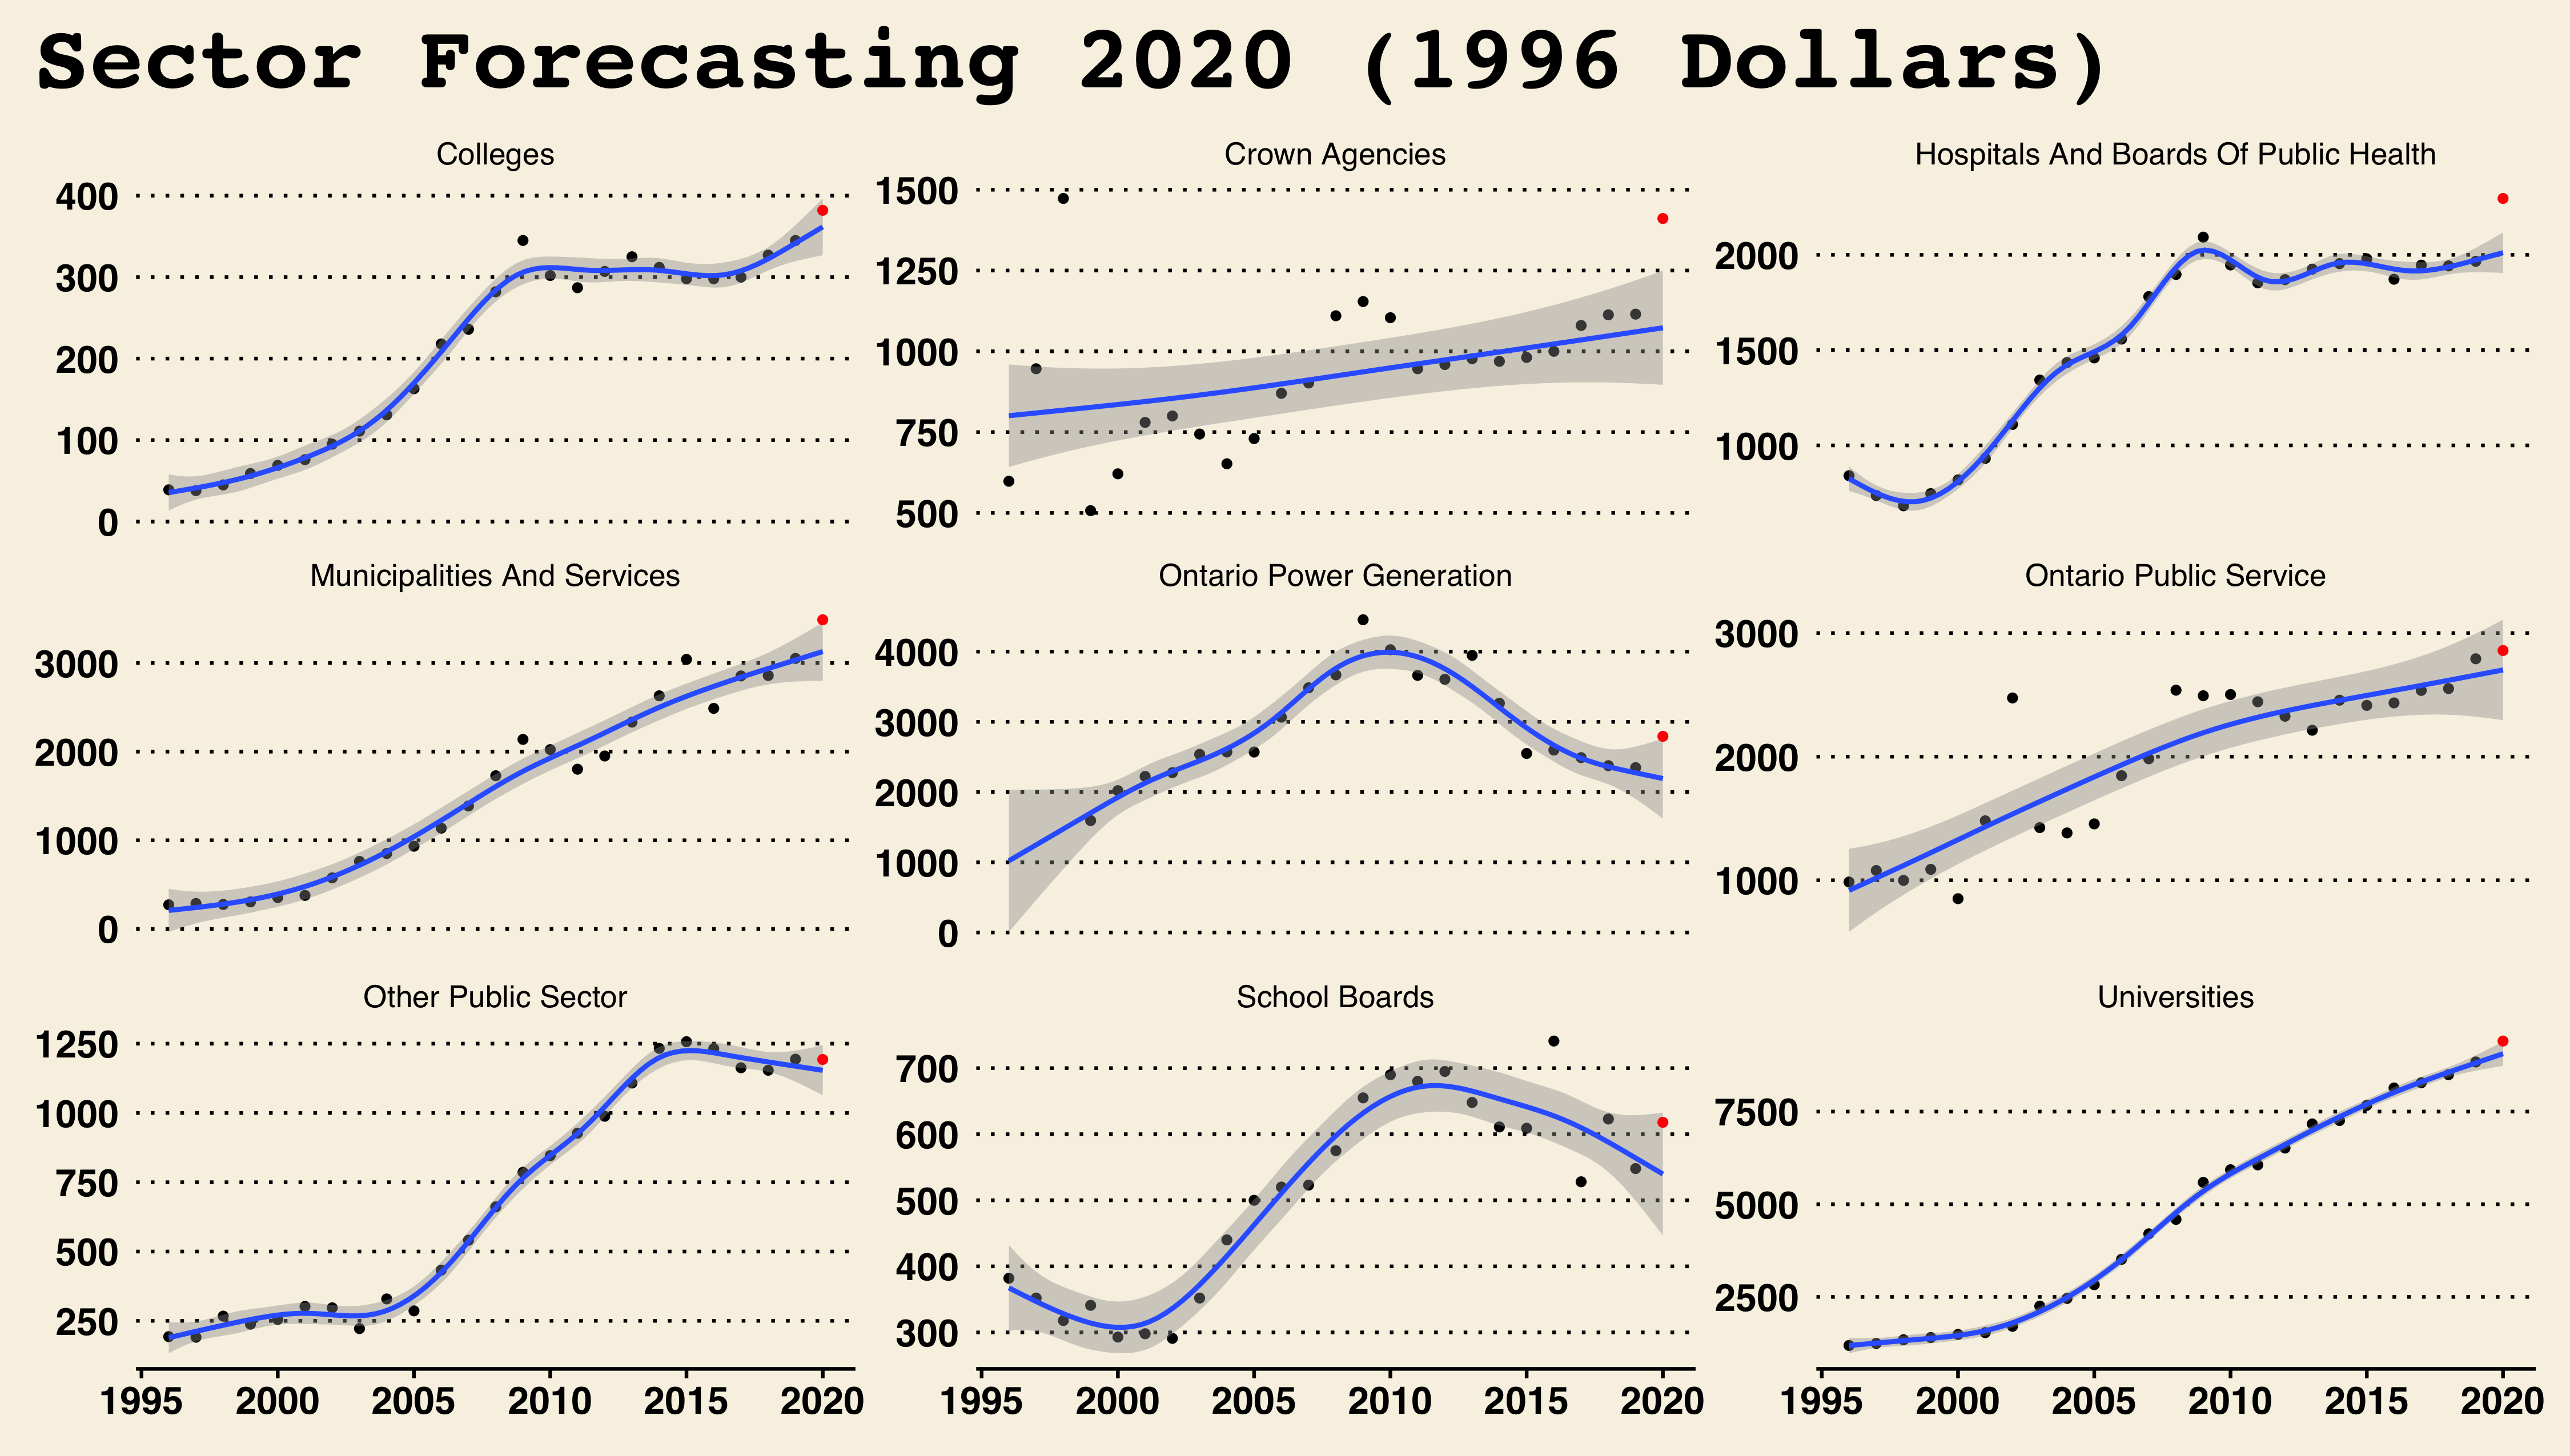 Sector Forecasting 2020 (1996 Dollars)
Colleges
400
300
200
100
0
Crown Agencies
1500
1250
1000
750
500
Hospitals And Boards Of Public Health
2000
1500
1000
Municipalities And Services
3000
2000
1000
0
Ontario Power Generation
4000
3000
2000
1000
0
Ontario Public Service
3000
2000
1000
Other Public Sector
1250
1000
750
500
250
1995 2000 2005 2010 2015 2020
School Boards
700
600
500
400
300
1995 2000 2005 2010 2015 2020
Universities
7500
5000
2500
1995 2000 2005 2010 2015 2020